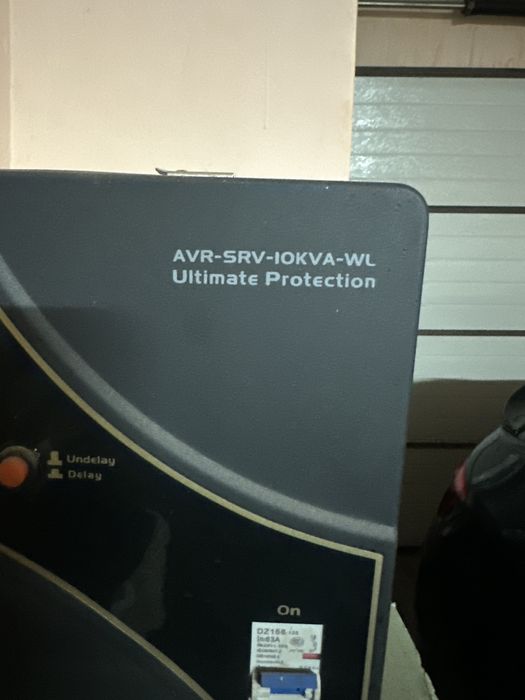 AVR-SRV-10KVA-WL
Ultimate Protection
Undelay
Delay
On
DZ158
In63A